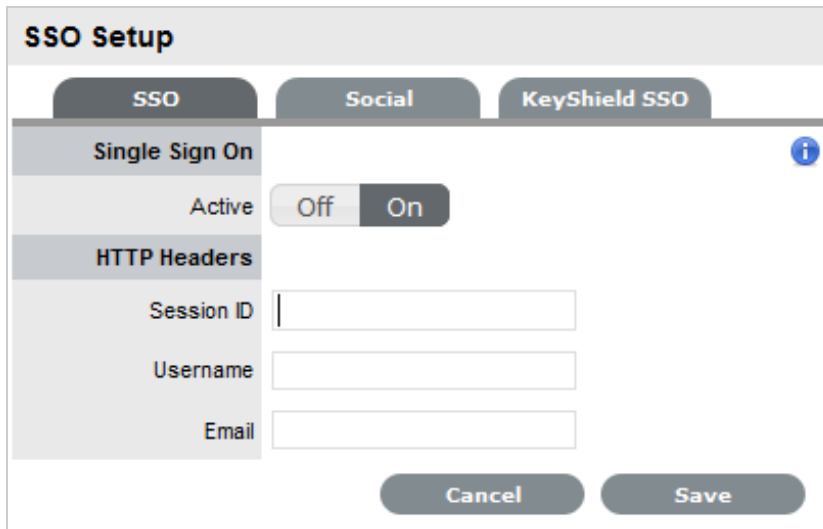 SSO Setup
SSO Social KeyShield SSO
Single Sign On
Active Off On
HTTP Headers
Session ID
Username
Email
Cancel Save